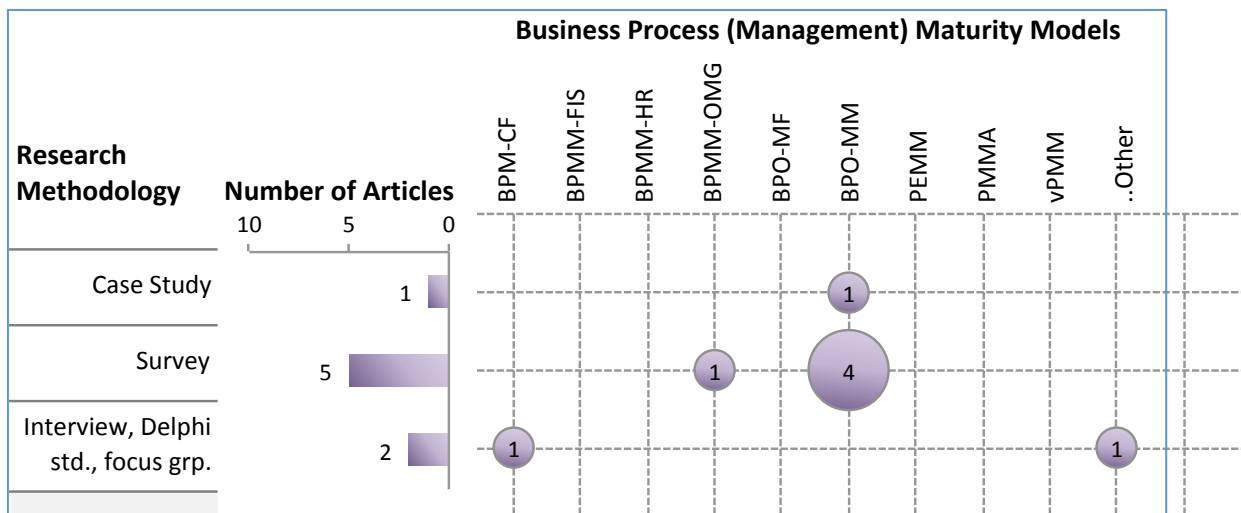 Business Process (Management) Maturity Models
Research
Methodology
Number of Articles
10 5 0
BPM-CF
BPMM-FIS
BPMM-HR
BPMM-OMG
BPO-MF
BPO-MM
PEMM
PMMA
vPMM
..Other
Case Study
1
1
Survey
5
1
4
Interview, Delphi
std., focus grp.
2
1
1